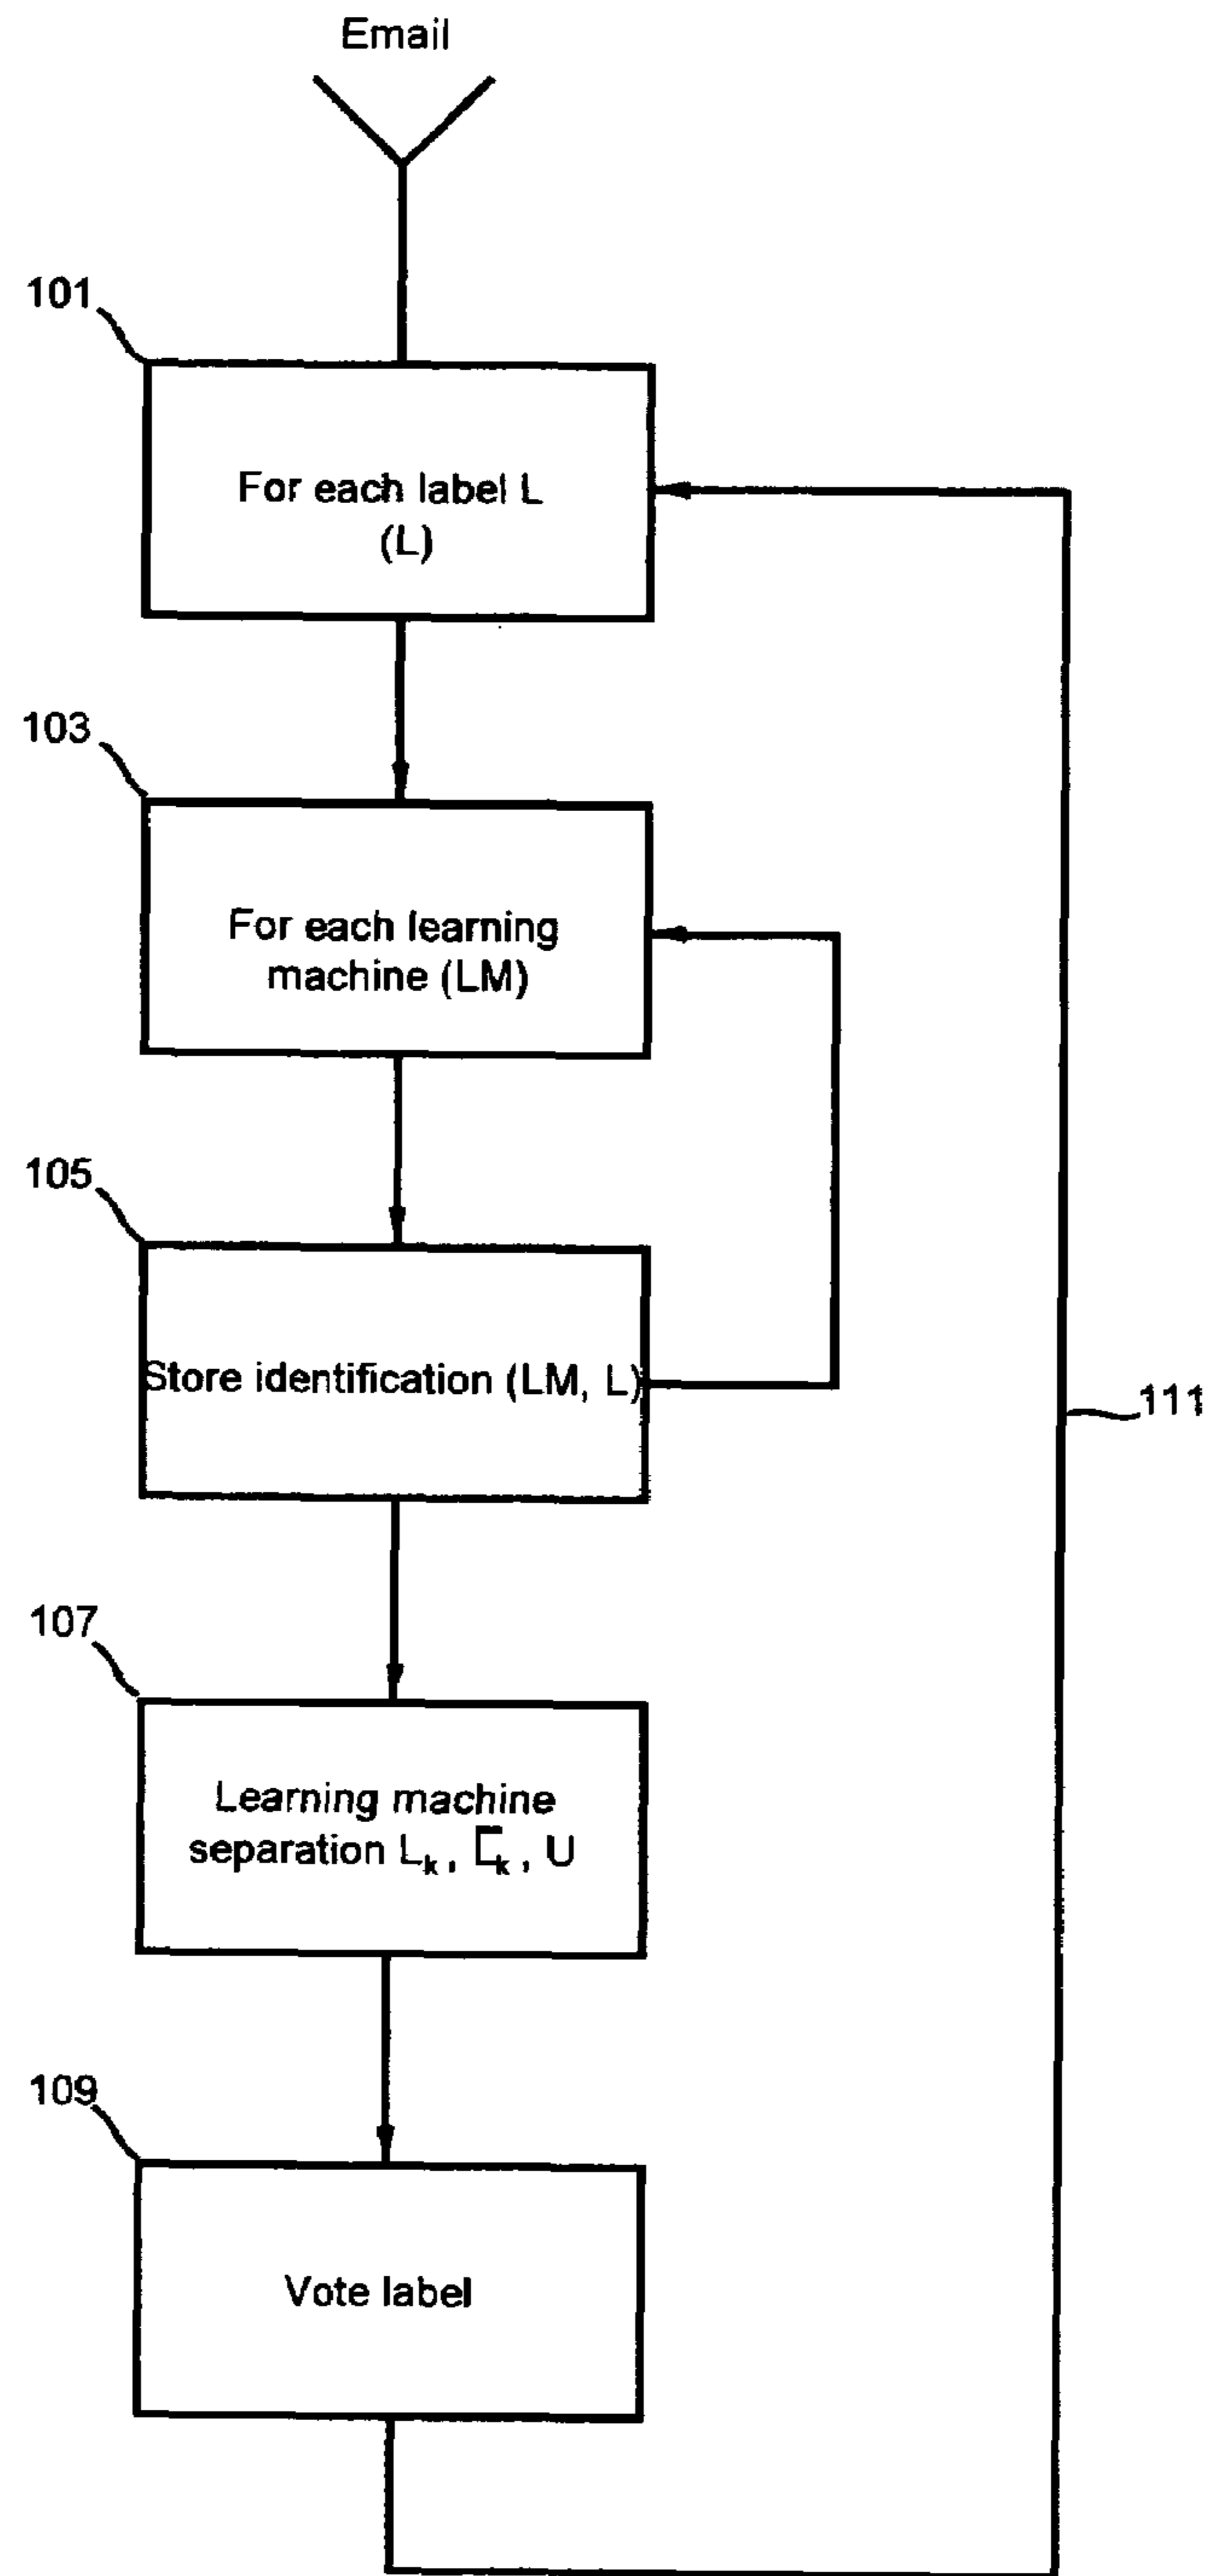 Email
101
For each label L
(L)
103
For each learning
machine (LM)
105
Store identification (LM, L)
111
107
Learning machine
separation Lₖ, L̅ₖ, U
109
Vote label